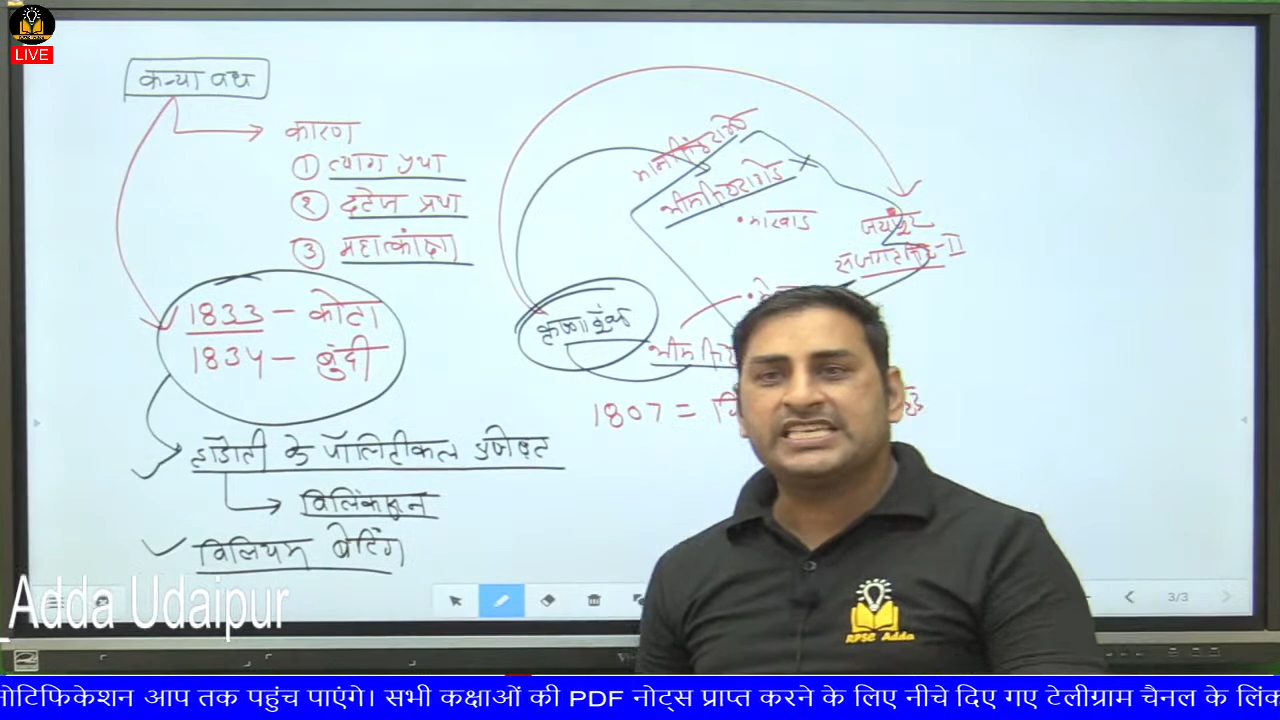 LIVE
कन्या वध
कारण
① त्याग प्रथा
② दहेज प्रथा
③ महात्कांक्षा
1833 – कोटा
1834 – बुंदी
हाडौती के पॉलिटीकल एजेंट
विलियम बेटिंग
मानसिंह राठौड़
भीमसिंह राठौड़
मारवाड़
जयपुर
जगतसिंह-II
कृष्णा कुँवर
1807 =
Adda Udaipur
3/3
RPSC Adda
नोटिफिकेशन आप तक पहुंच पाएंगे। सभी कक्षाओं की PDF नोट्स प्राप्त करने के लिए नीचे दिए गए टेलीग्राम चैनल के लिंक